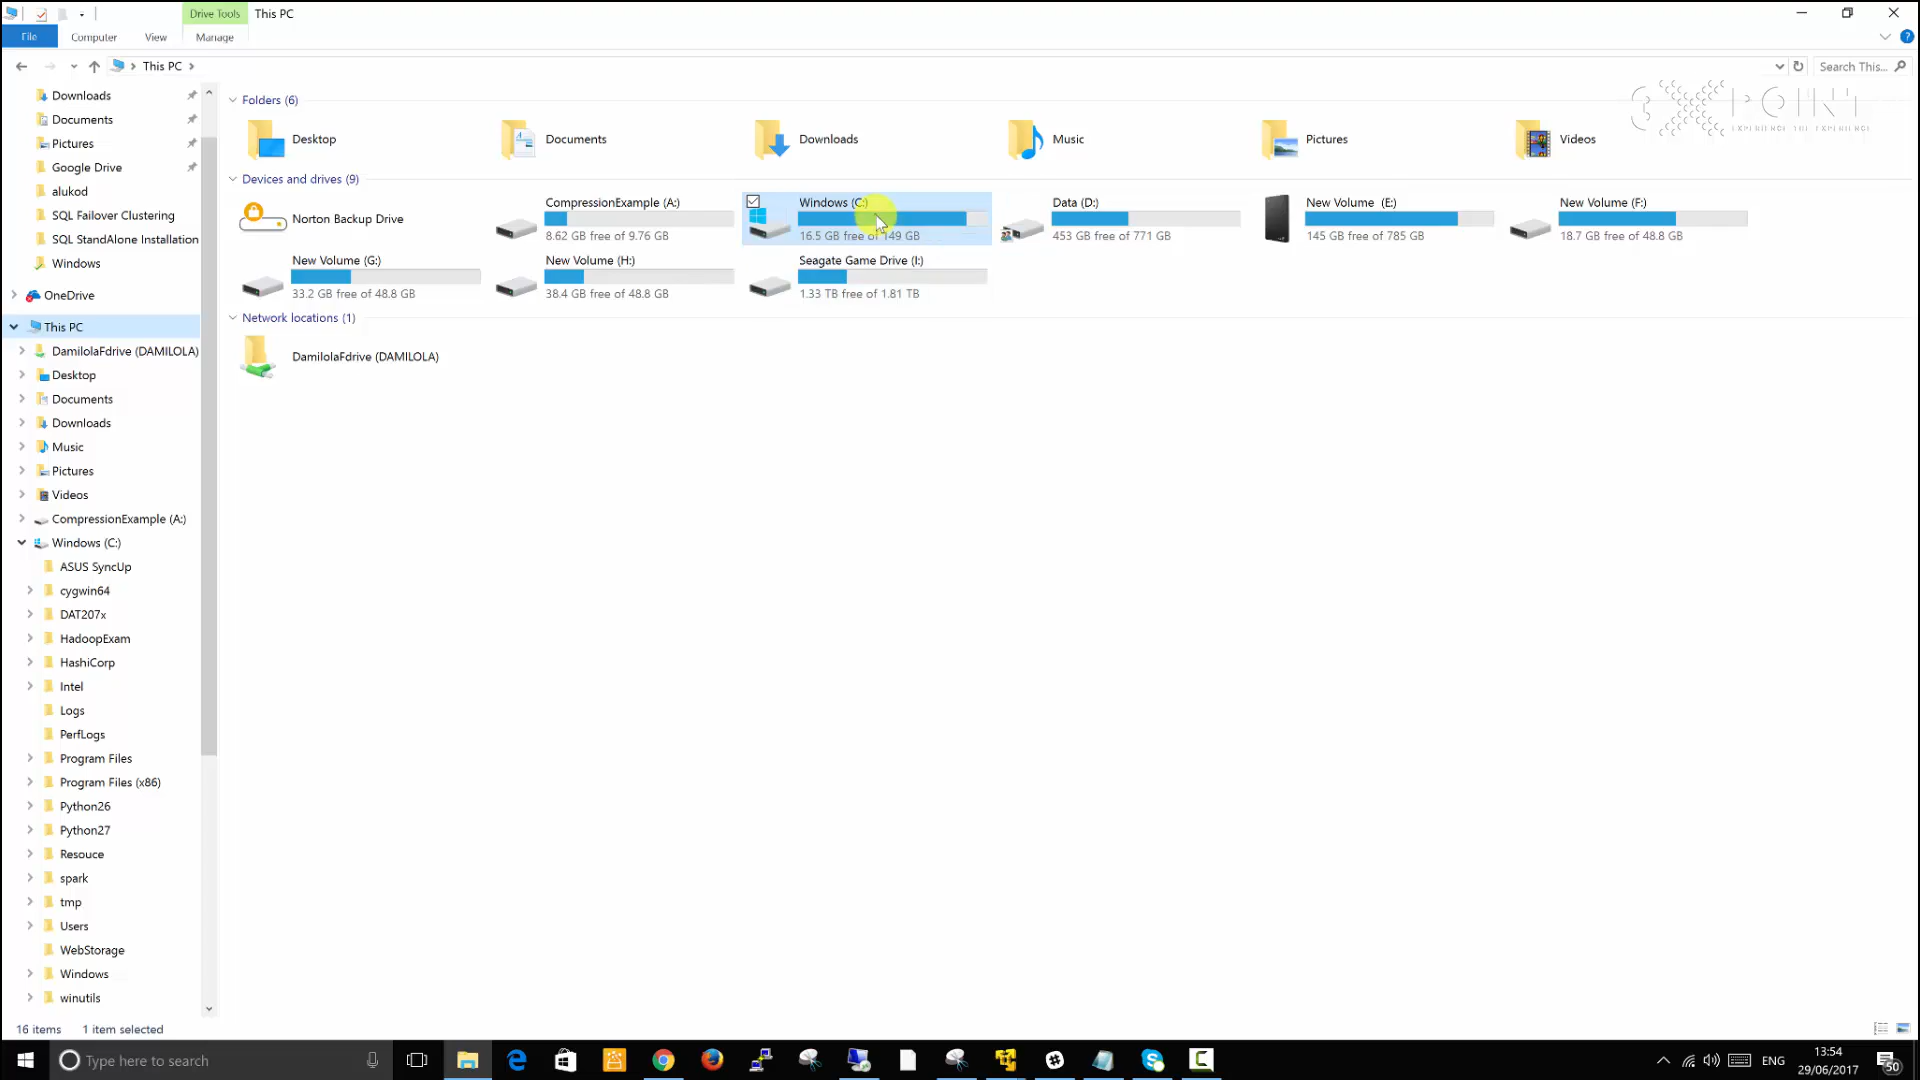 Drive Tools This PC
File Computer View Manage
This PC
Search This...
Downloads
Documents
Pictures
Google Drive
alukod
SQL Failover Clustering
SQL StandAlone Installation
Windows
OneDrive
This PC
DamilolaFdrive (DAMILOLA)
Desktop
Documents
Downloads
Music
Pictures
Videos
CompressionExample (A:)
Windows (C:)
ASUS SyncUp
cygwin64
DAT207x
HadoopExam
HashiCorp
Intel
Logs
PerfLogs
Program Files
Program Files (x86)
Python26
Python27
Resouce
spark
tmp
Users
WebStorage
Windows
winutils
Folders (6)
Desktop
Documents
Downloads
Music
Pictures
Videos
Devices and drives (9)
Norton Backup Drive
CompressionExample (A:)
8.62 GB free of 9.76 GB
Windows (C:)
16.5 GB free of 149 GB
Data (D:)
453 GB free of 771 GB
New Volume (E:)
145 GB free of 785 GB
New Volume (F:)
18.7 GB free of 48.8 GB
New Volume (G:)
33.2 GB free of 48.8 GB
New Volume (H:)
38.4 GB free of 48.8 GB
Seagate Game Drive (I:)
1.33 TB free of 1.81 TB
Network locations (1)
DamilolaFdrive (DAMILOLA)
16 items 1 item selected
Type here to search
ENG
13:54
29/06/2017
50